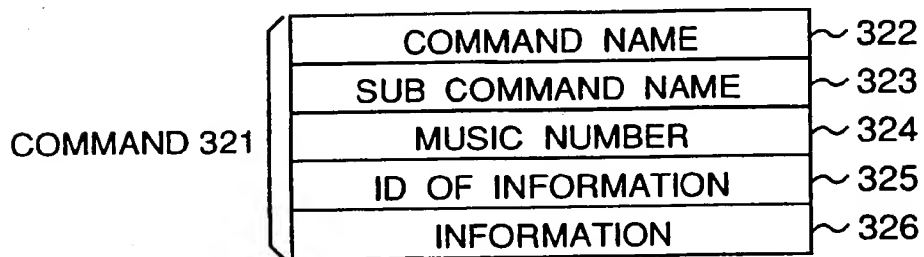 COMMAND NAME 322
SUB COMMAND NAME 323
COMMAND 321 MUSIC NUMBER 324
ID OF INFORMATION 325
INFORMATION 326